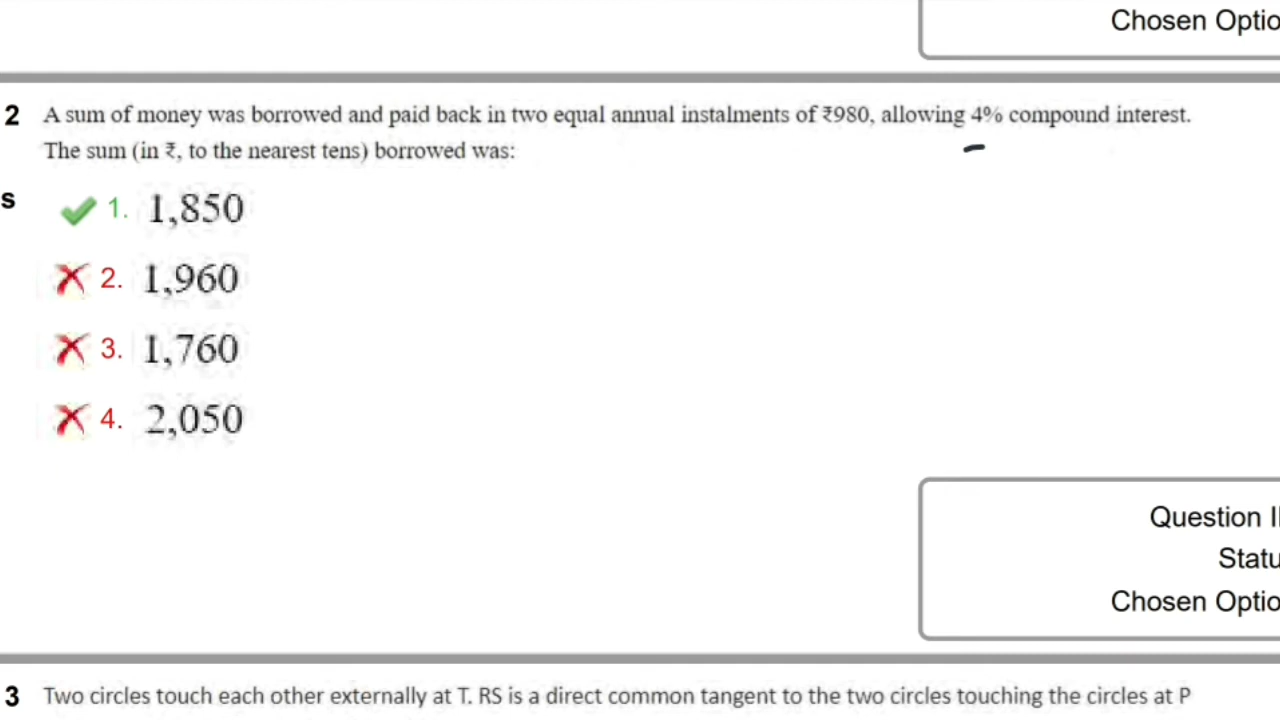 Chosen Optio
2 A sum of money was borrowed and paid back in two equal annual instalments of ₹980, allowing 4% compound interest.
The sum (in ₹, to the nearest tens) borrowed was:
s
1. 1,850
2. 1,960
3. 1,760
4. 2,050
Question I
Statu
Chosen Optio
3 Two circles touch each other externally at T. RS is a direct common tangent to the two circles touching the circles at P